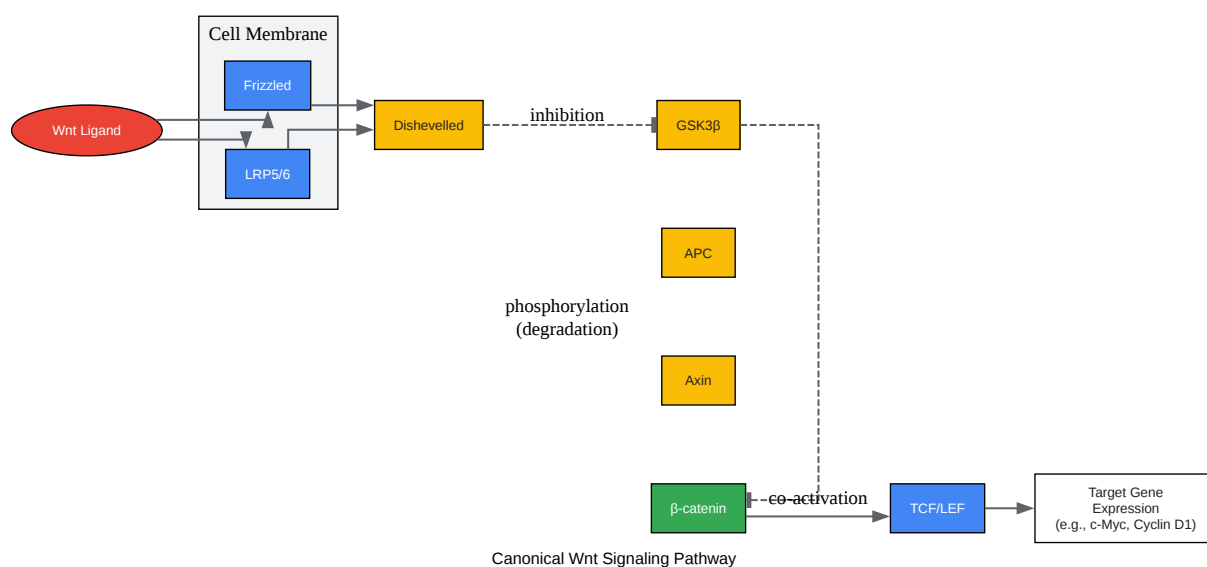 Cell Membrane
Frizzled
Wnt Ligand
Dishevelled
inhibition
GSK3β
LRP5/6
APC
phosphorylation
(degradation)
Axin
β-catenin
co-activation
TCF/LEF
Target Gene
Expression
(e.g., c-Myc, Cyclin D1)
Canonical Wnt Signaling Pathway